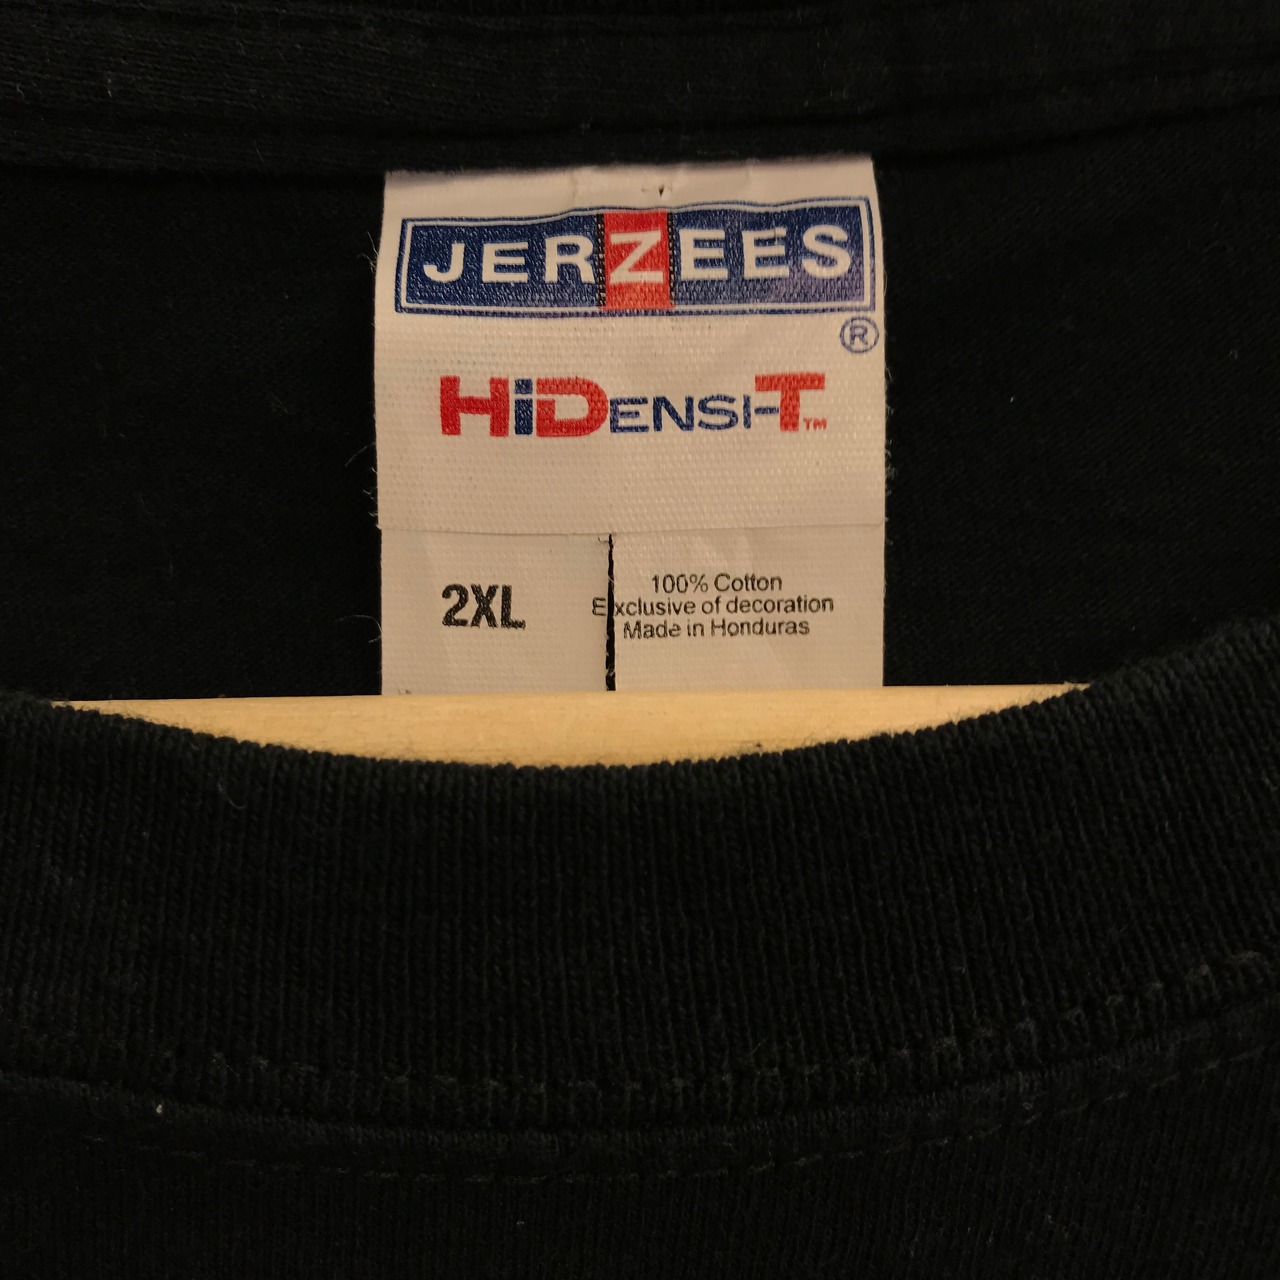 JERZEES
®
HiDENSI-T™
2XL
100% Cotton
Exclusive of decoration
Made in Honduras